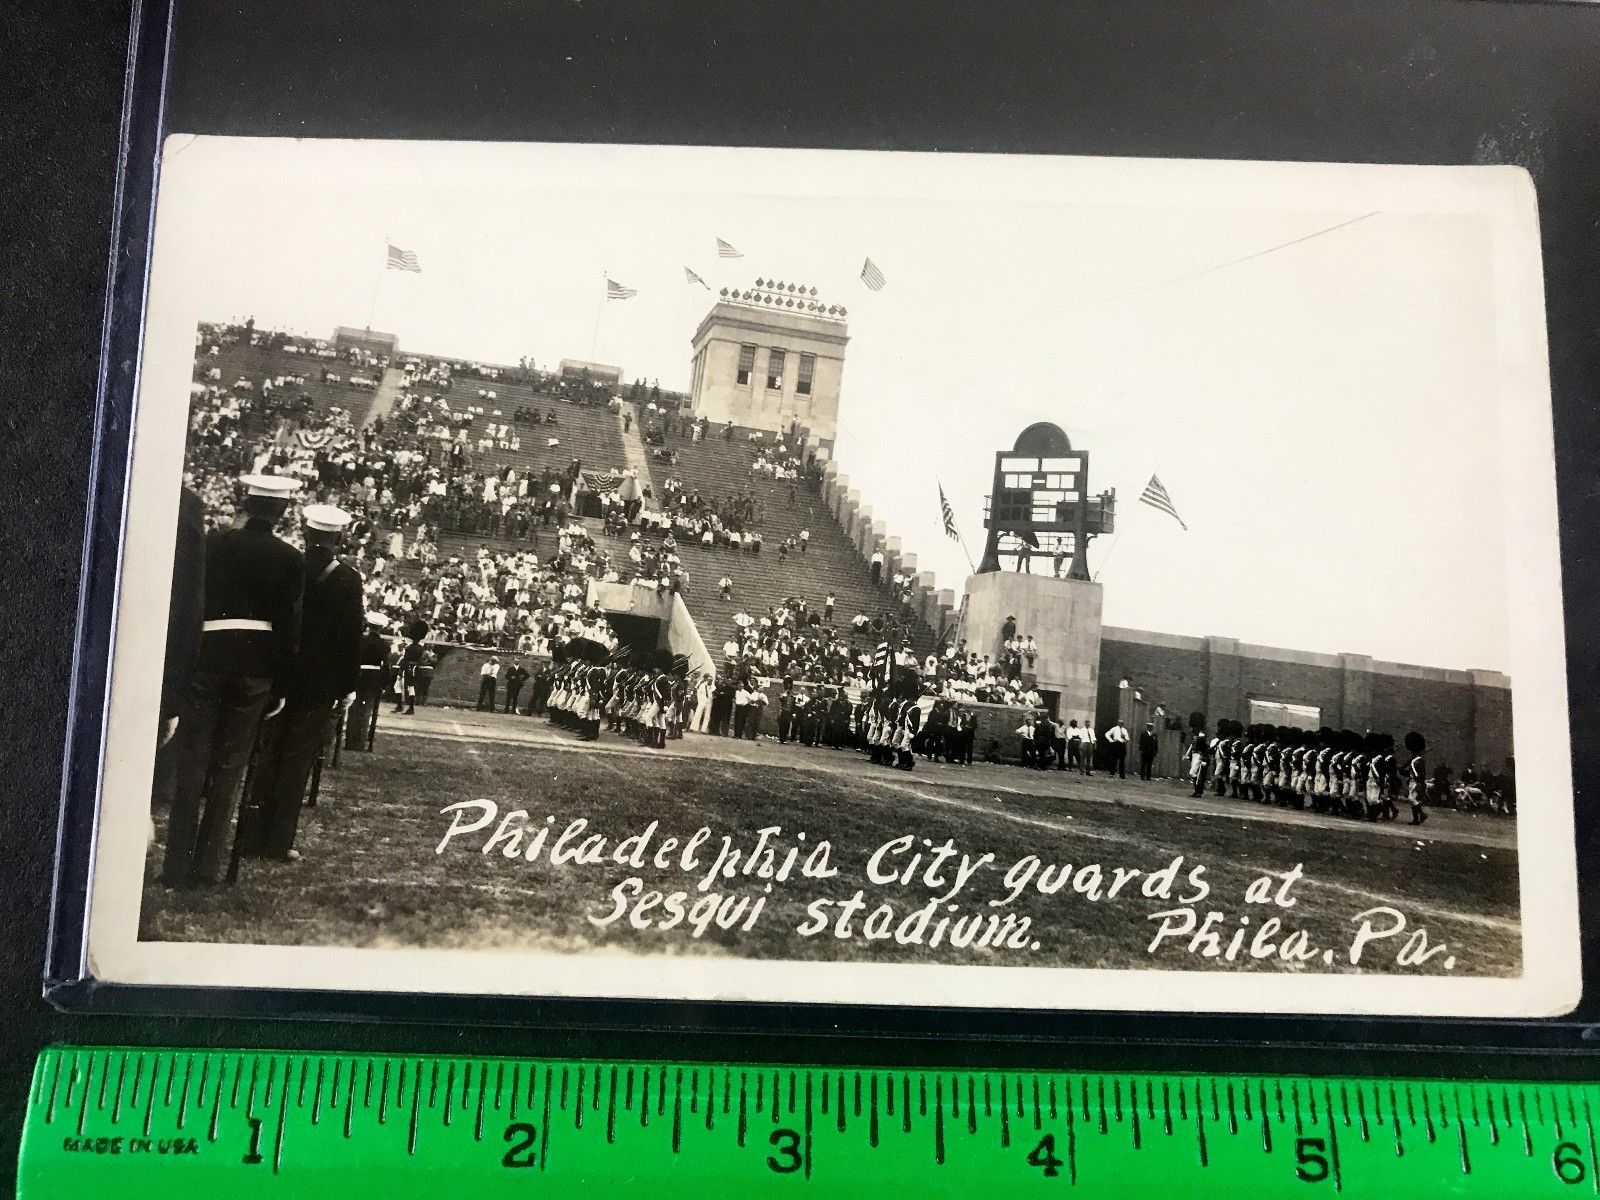 Philadelphia City guards at
Sesqui stadium. Phila. Pa.
MADE IN USA
1 2 3 4 5 6